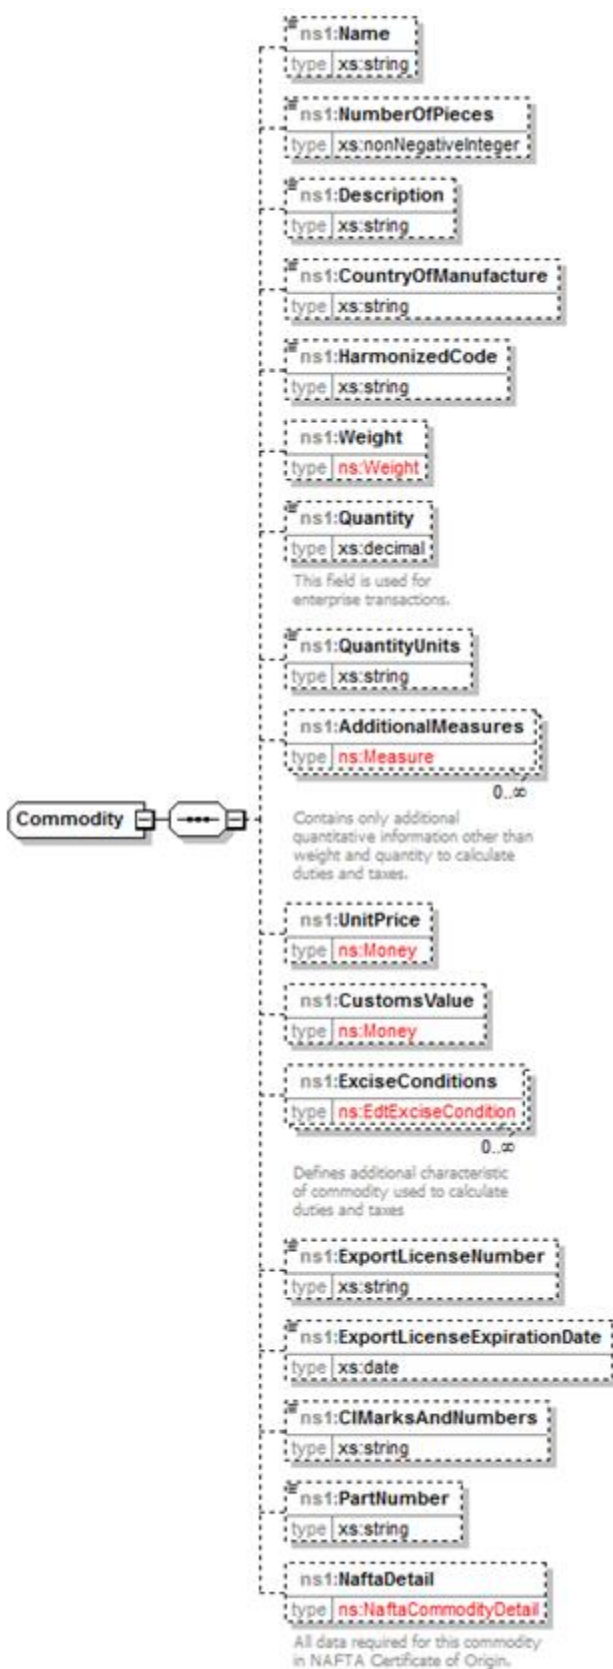 ns1:Name
type xs:string
ns1:NumberOfPieces
type xs:nonNegativeInteger
ns1:Description
type xs:string
ns1:CountryOfManufacture
type xs:string
ns1:HarmonizedCode
type xs:string
ns1:Weight
type ns:Weight
ns1:Quantity
type xs:decimal
This field is used for
enterprise transactions.
ns1:QuantityUnits
type xs:string
ns1:AdditionalMeasures
type ns:Measure
0..∞
Commodity
Contains only additional
quantitative information other than
weight and quantity to calculate
duties and taxes.
ns1:UnitPrice
type ns:Money
ns1:CustomsValue
type ns:Money
ns1:ExciseConditions
type ns:EdtExciseCondition
0..∞
Defines additional characteristic
of commodity used to calculate
duties and taxes
ns1:ExportLicenseNumber
type xs:string
ns1:ExportLicenseExpirationDate
type xs:date
ns1:CIMarksAndNumbers
type xs:string
ns1:PartNumber
type xs:string
ns1:NaftaDetail
type ns:NaftaCommodityDetail
All data required for this commodity
in NAFTA Certificate of Origin.